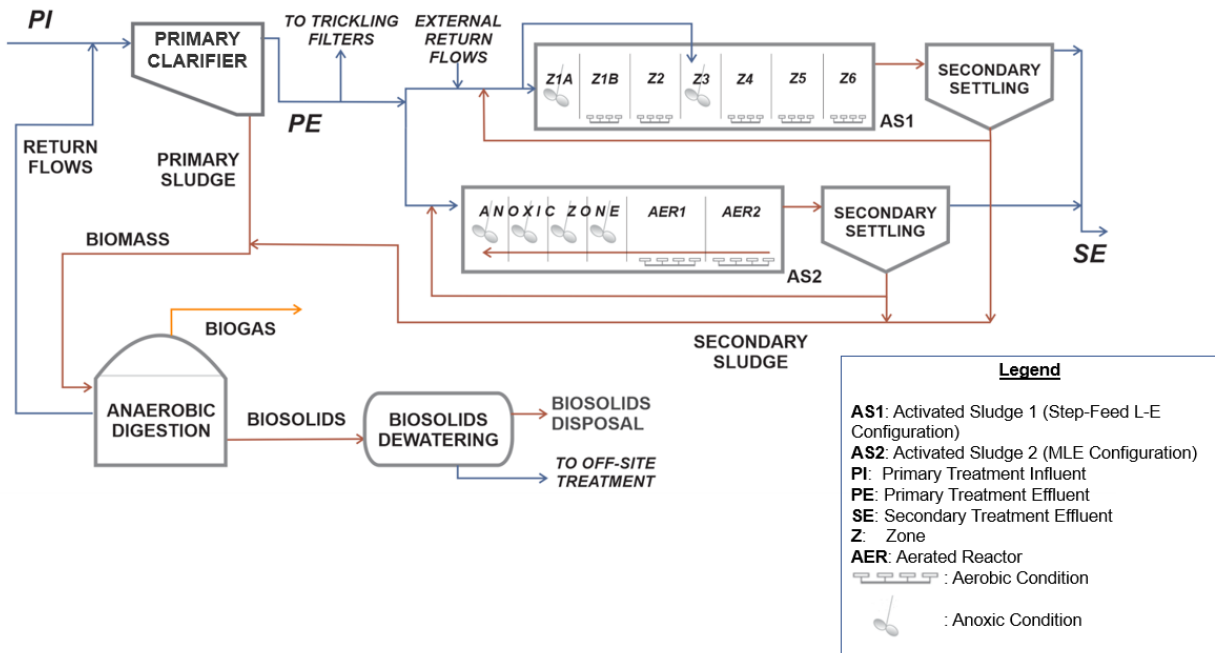 PI
PRIMARY
CLARIFIER
TO TRICKLING
FILTERS
EXTERNAL
RETURN
FLOWS
PE
RETURN
FLOWS
PRIMARY
SLUDGE
Z1A
Z1B
Z2
Z3
Z4
Z5
Z6
AS1
SECONDARY
SETTLING
ANOXIC ZONE
AER1
AER2
AS2
SECONDARY
SETTLING
SE
BIOMASS
BIOGAS
SECONDARY
SLUDGE
ANAEROBIC
DIGESTION
BIOSOLIDS
BIOSOLIDS
DEWATERING
BIOSOLIDS
DISPOSAL
TO OFF-SITE
TREATMENT
Legend
AS1: Activated Sludge 1 (Step-Feed L-E
Configuration)
AS2: Activated Sludge 2 (MLE Configuration)
PI: Primary Treatment Influent
PE: Primary Treatment Effluent
SE: Secondary Treatment Effluent
Z: Zone
AER: Aerated Reactor
: Aerobic Condition
: Anoxic Condition